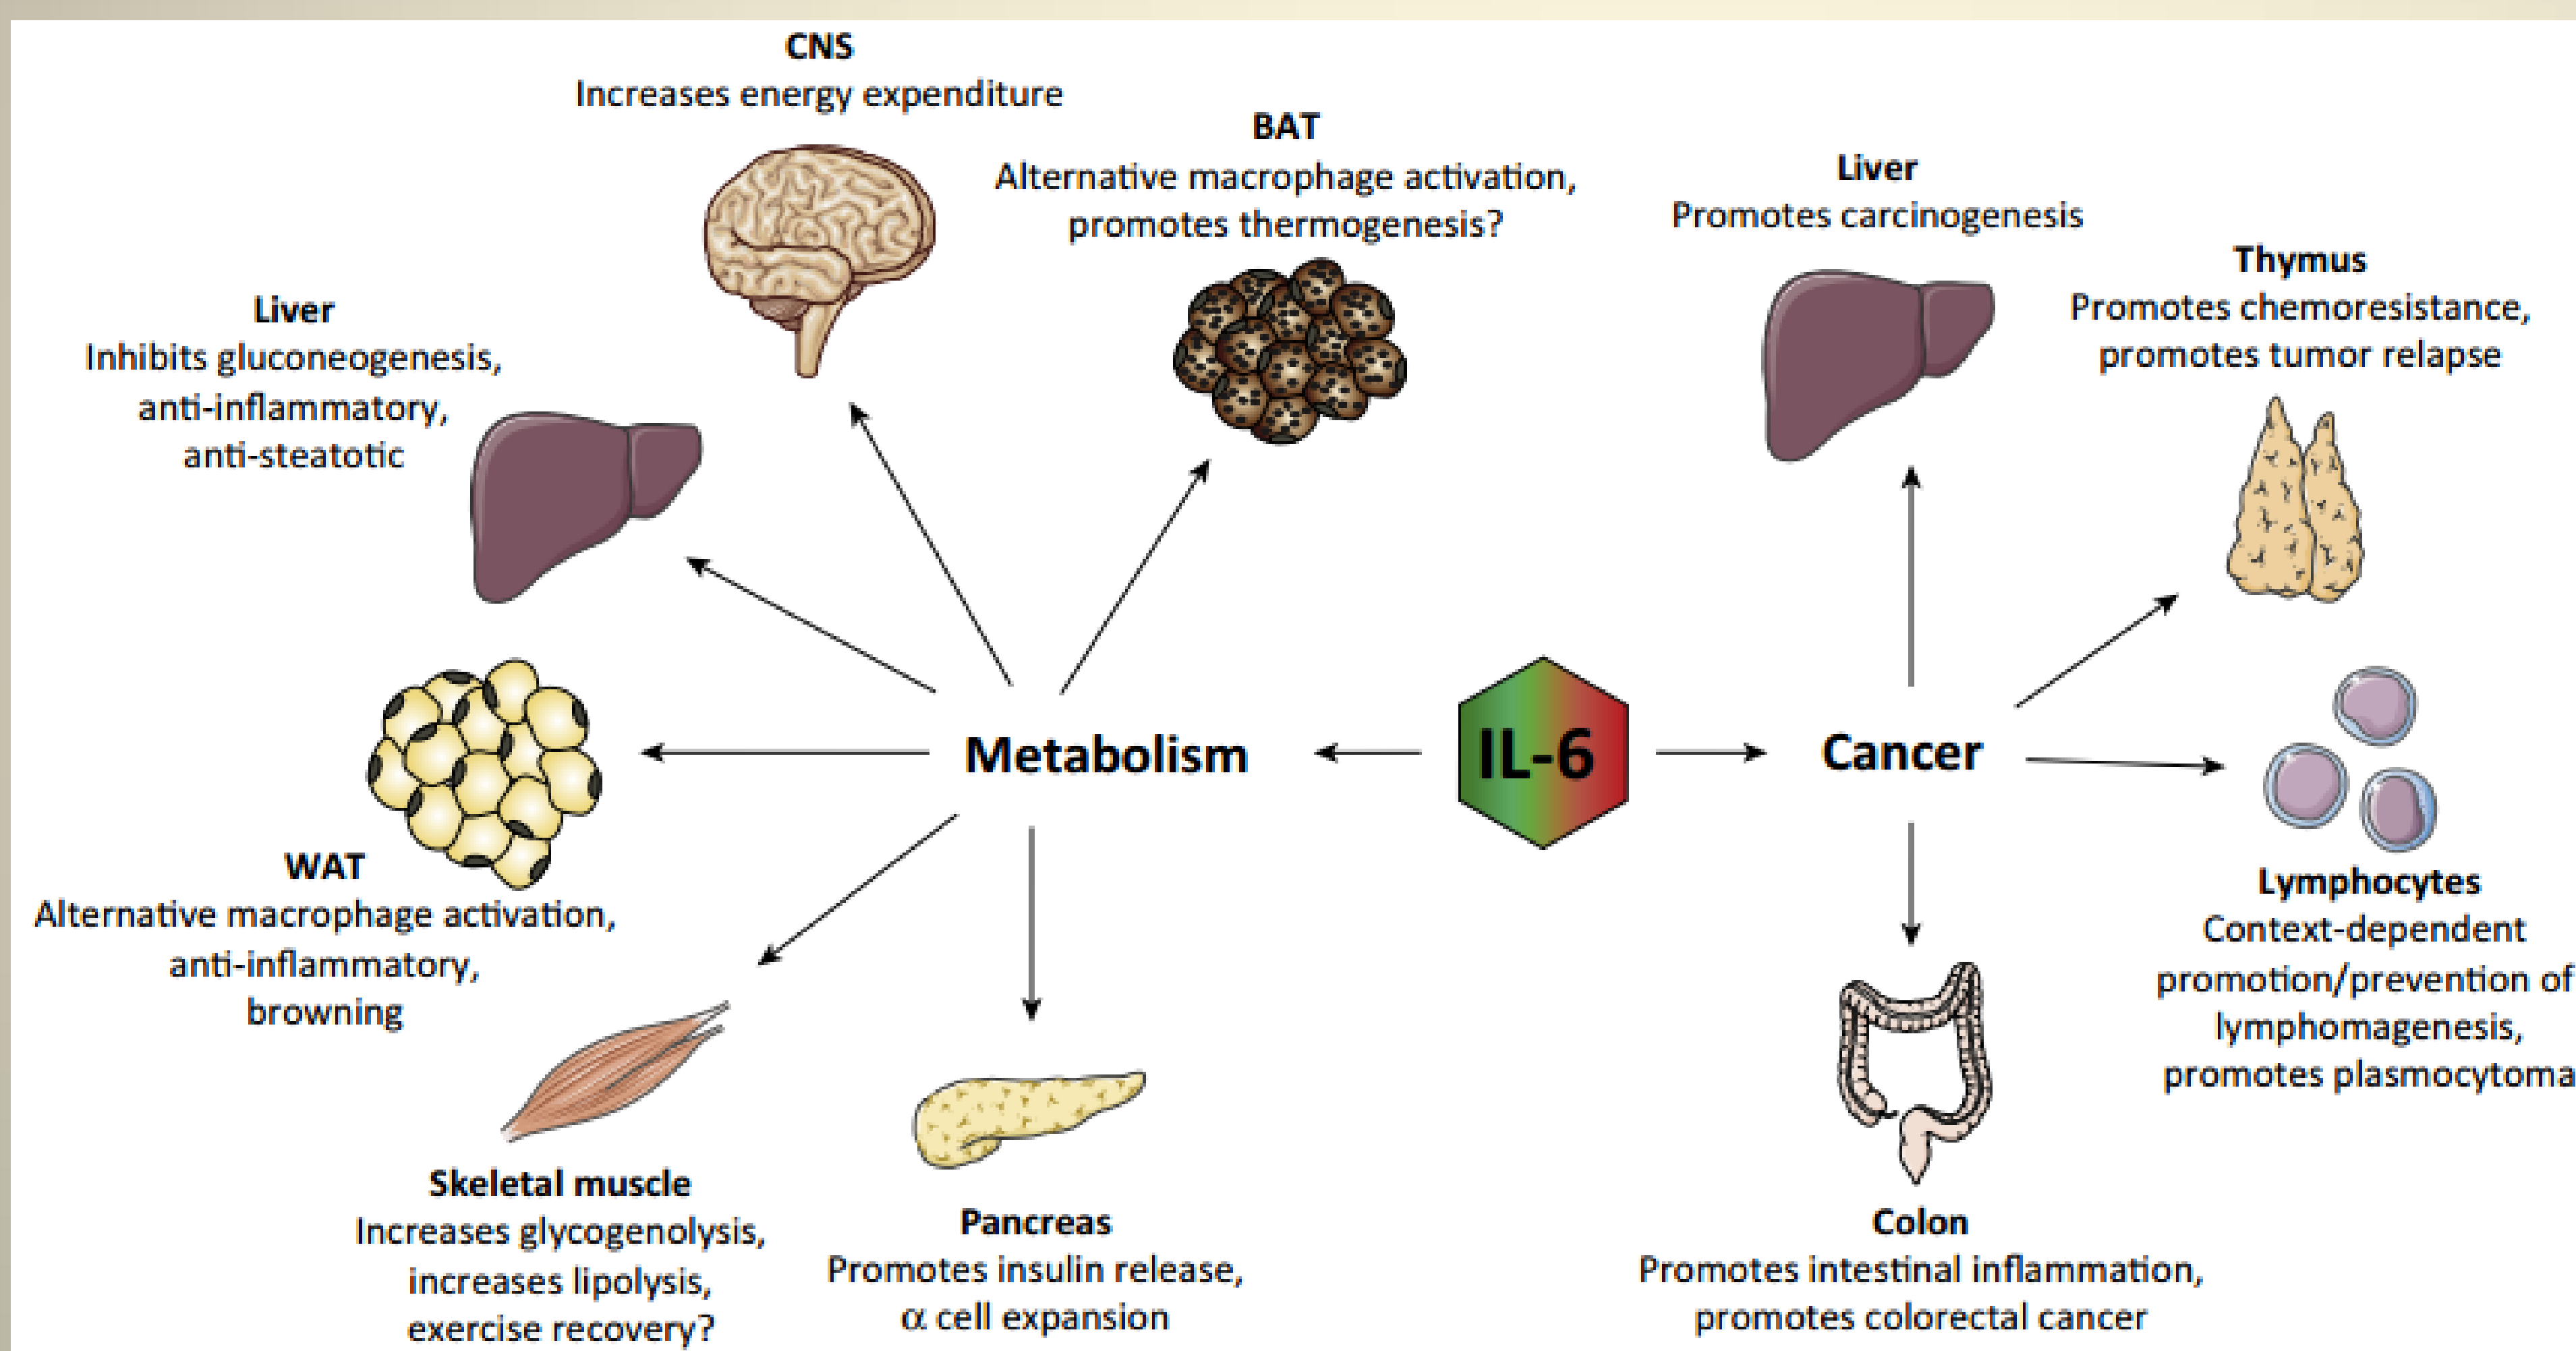 CNS
Increases energy expenditure
BAT
Alternative macrophage activation,
promotes thermogenesis?
Liver
Inhibits gluconeogenesis,
anti-inflammatory,
anti-steatotic
WAT
Alternative macrophage activation,
anti-inflammatory,
browning
Metabolism
Skeletal muscle
Increases glycogenolysis,
increases lipolysis,
exercise recovery?
Pancreas
Promotes insulin release,
α cell expansion
IL-6
Cancer
Liver
Promotes carcinogenesis
Thymus
Promotes chemoresistance,
promotes tumor relapse
Lymphocytes
Context-dependent
promotion/prevention of
lymphomagenesis,
promotes plasmocytoma
Colon
Promotes intestinal inflammation,
promotes colorectal cancer